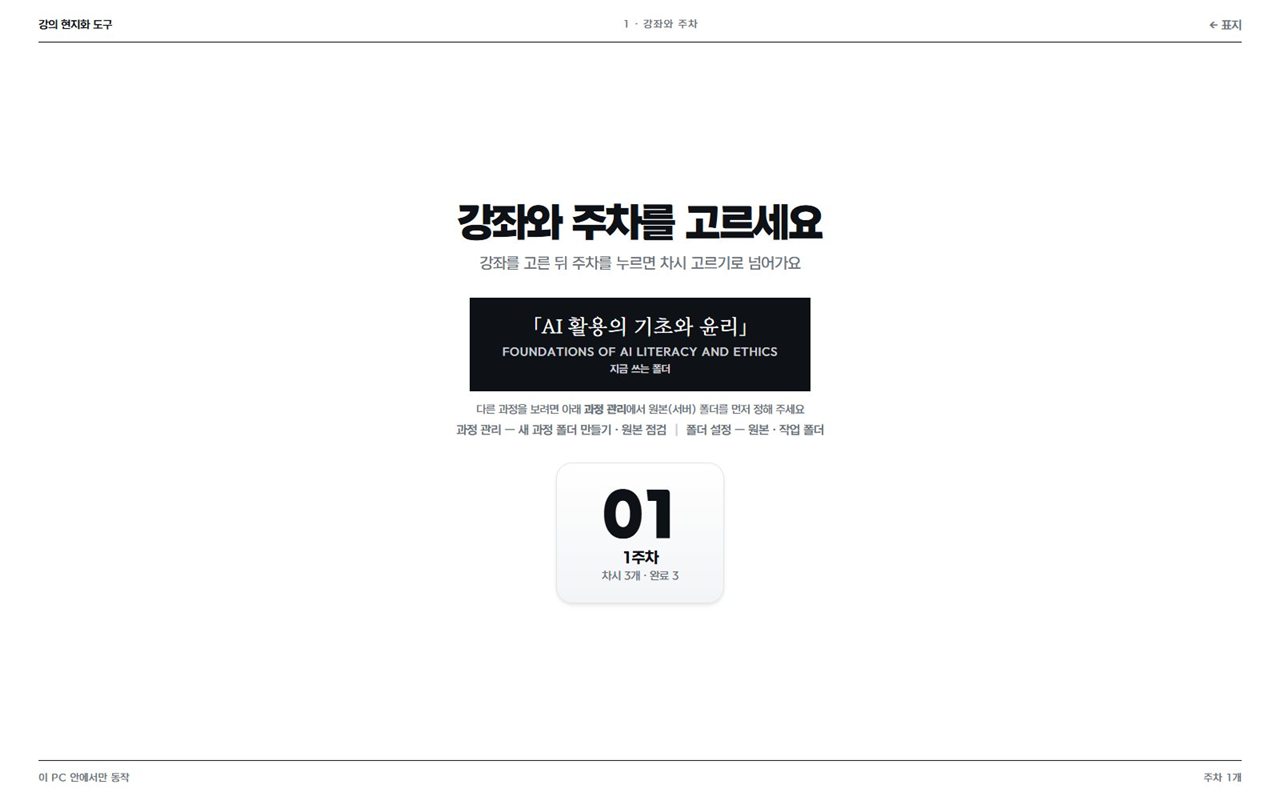 강의 현지화 도구
1 · 강좌와 주차
← 표지
강좌와 주차를 고르세요
강좌를 고른 뒤 주차를 누르면 차시 고르기로 넘어가요
「AI 활용의 기초와 윤리」
FOUNDATIONS OF AI LITERACY AND ETHICS
지금 쓰는 폴더
다른 과정을 보려면 아래 과정 관리에서 원본(서버) 폴더를 먼저 정해 주세요
과정 관리 — 새 과정 폴더 만들기 · 원본 점검 | 폴더 설정 — 원본 · 작업 폴더
01
1주차
차시 3개 · 완료 3
이 PC 안에서만 동작
주차 1개